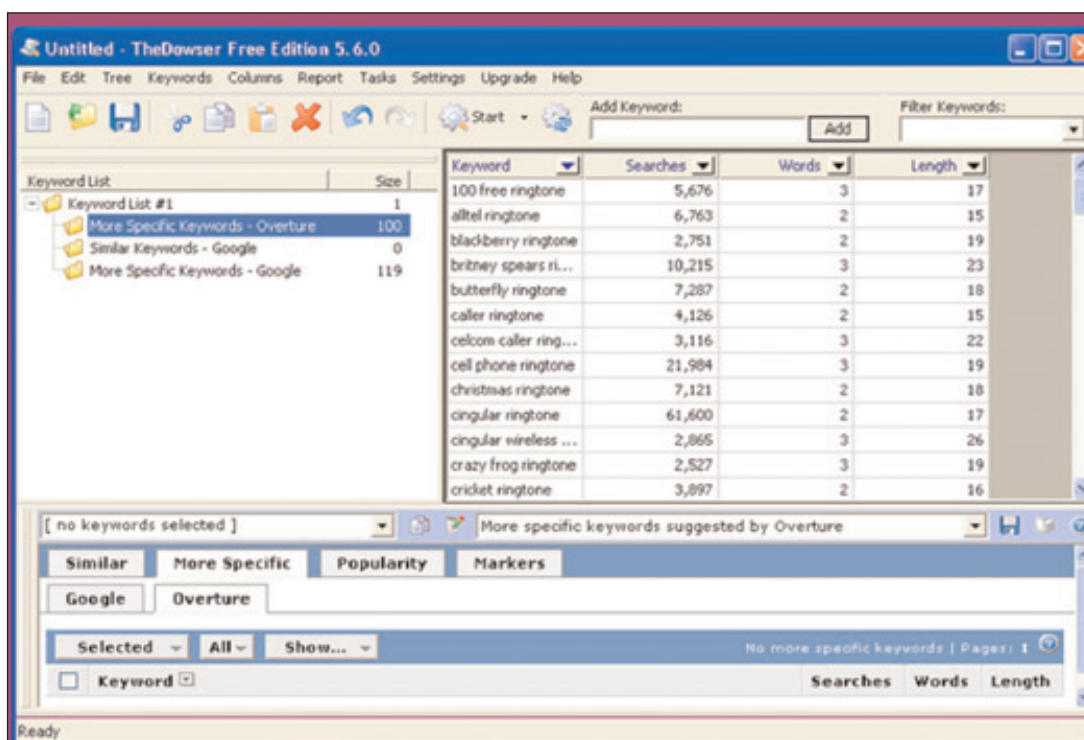 Untitled - TheDowser Free Edition 5.6.0
File Edit Tree Keywords Columns Report Tasks Settings Upgrade Help
Start
Add Keyword:
Add
Filter Keywords:
Keyword List Size
Keyword List #1 1
More Specific Keywords - Overture 100
Similar Keywords - Google 0
More Specific Keywords - Google 119
Keyword Searches Words Length
100 free ringtone 5,676 3 17
alltel ringtone 6,763 2 15
blackberry ringtone 2,751 2 19
britney spears ri... 10,215 3 23
butterfly ringtone 7,287 2 18
caller ringtone 4,126 2 15
celcom caller ring... 3,116 3 22
cell phone ringtone 21,984 3 19
christmas ringtone 7,121 2 18
cingular ringtone 61,600 2 17
cingular wireless ... 2,865 3 26
crazy frog ringtone 2,527 3 19
cricket ringtone 3,897 2 16
[ no keywords selected ] More specific keywords suggested by Overture
Similar More Specific Popularity Markers
Google Overture
Selected All Show... No more specific keywords | Pages: 1
Keyword Searches Words Length
Ready